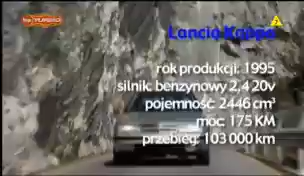 Lancia Kappa
rok produkcji: 1995
silnik: benzynowy 2,4 20v
pojemność: 2446 cm³
moc: 175 KM
przebieg: 103 000 km